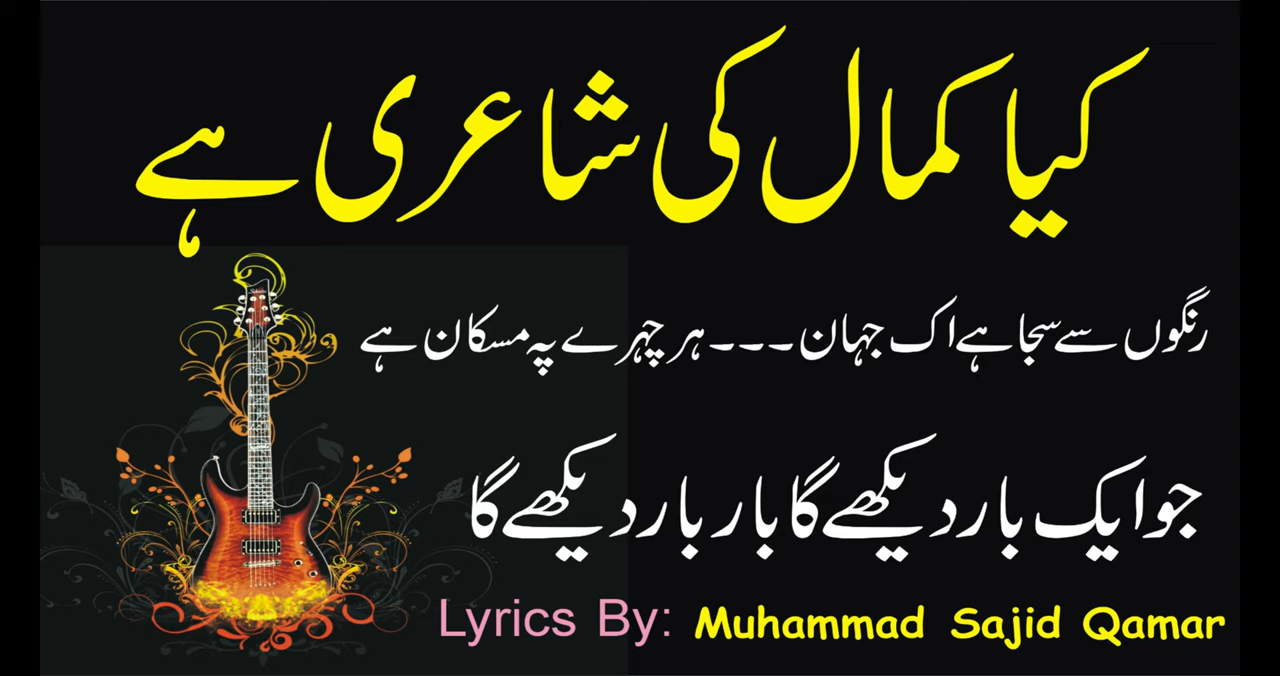 کیا کمال کی شاعری ہے
رنگوں سے سجا ہے اک جہان۔۔۔ہر چہرے پہ مسکان ہے
جو ایک بار دیکھے گا بار بار دیکھے گا
Lyrics By: Muhammad Sajid Qamar